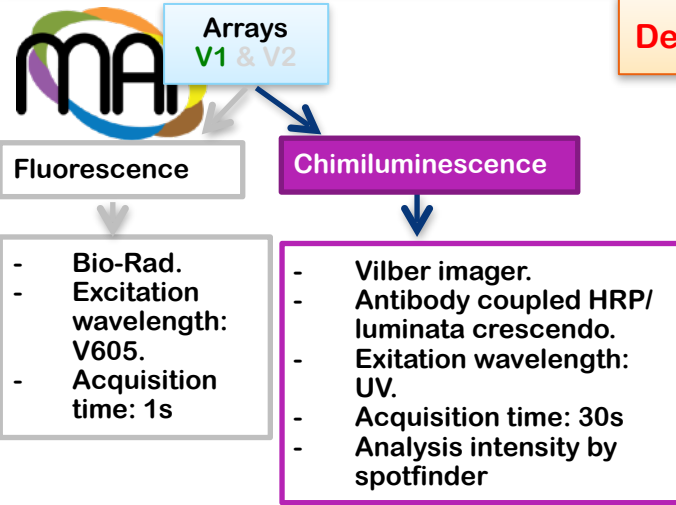 MAI
Arrays
V1 & V2
De
Fluorescence
Chimiluminescence
- Bio-Rad.
- Excitation
wavelength:
V605.
- Acquisition
time: 1s
- Vilber imager.
- Antibody coupled HRP/
luminata crescendo.
- Exitation wavelength:
UV.
- Acquisition time: 30s
- Analysis intensity by
spotfinder